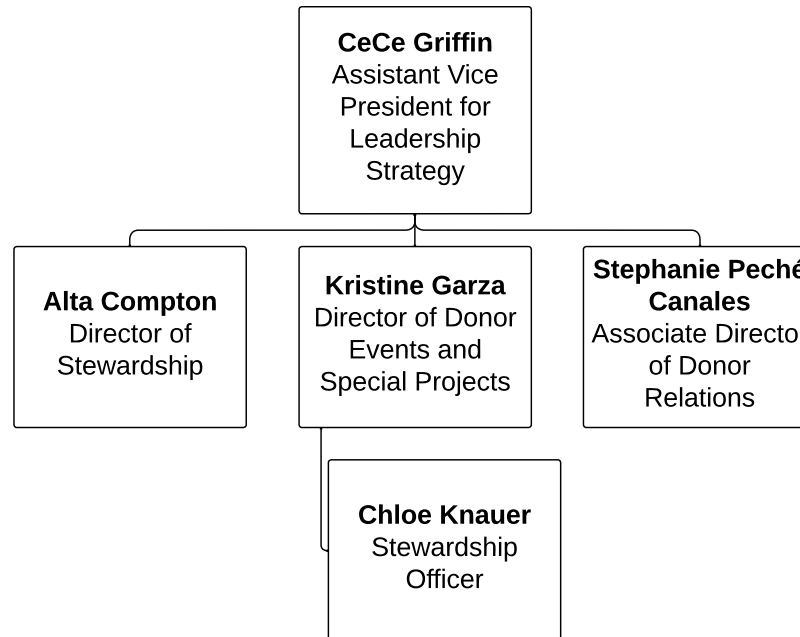 CeCe Griffin
Assistant Vice
President for
Leadership
Strategy
Alta Compton
Director of
Stewardship
Kristine Garza
Director of Donor
Events and
Special Projects
Stephanie Peché
Canales
Associate Directo
of Donor
Relations
Chloe Knauer
Stewardship
Officer